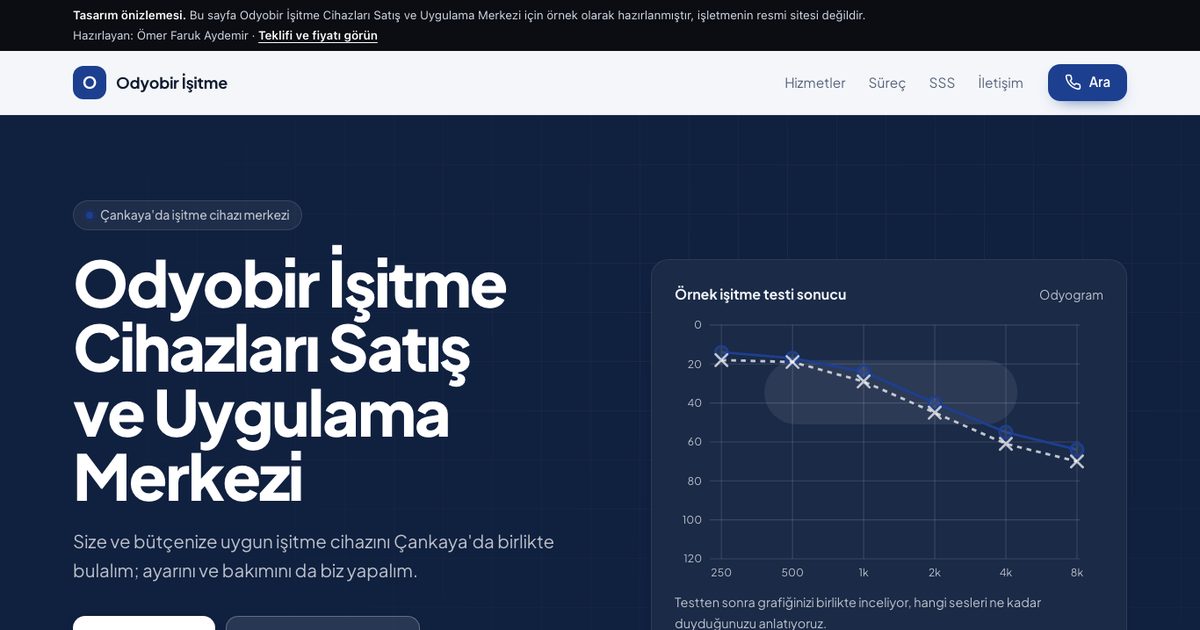 Tasarım önizlemesi. Bu sayfa Odyobir İşitme Cihazları Satış ve Uygulama Merkezi için örnek olarak hazırlanmıştır, işletmenin resmi sitesi değildir.
Hazırlayan: Ömer Faruk Aydemir · Teklifi ve fiyatı görün
O Odyobir İşitme
Hizmetler Süreç SSS İletişim Ara
Çankaya'da işitme cihazı merkezi
Odyobir İşitme
Cihazları Satış
ve Uygulama
Merkezi
Size ve bütçenize uygun işitme cihazını Çankaya'da birlikte
bulalım; ayarını ve bakımını da biz yapalım.
Örnek işitme testi sonucu Odyogram
0
20
40
60
80
100
120
250 500 1k 2k 4k 8k
Testten sonra grafiğinizi birlikte inceliyor, hangi sesleri ne kadar
duyduğunuzu anlatıyoruz.